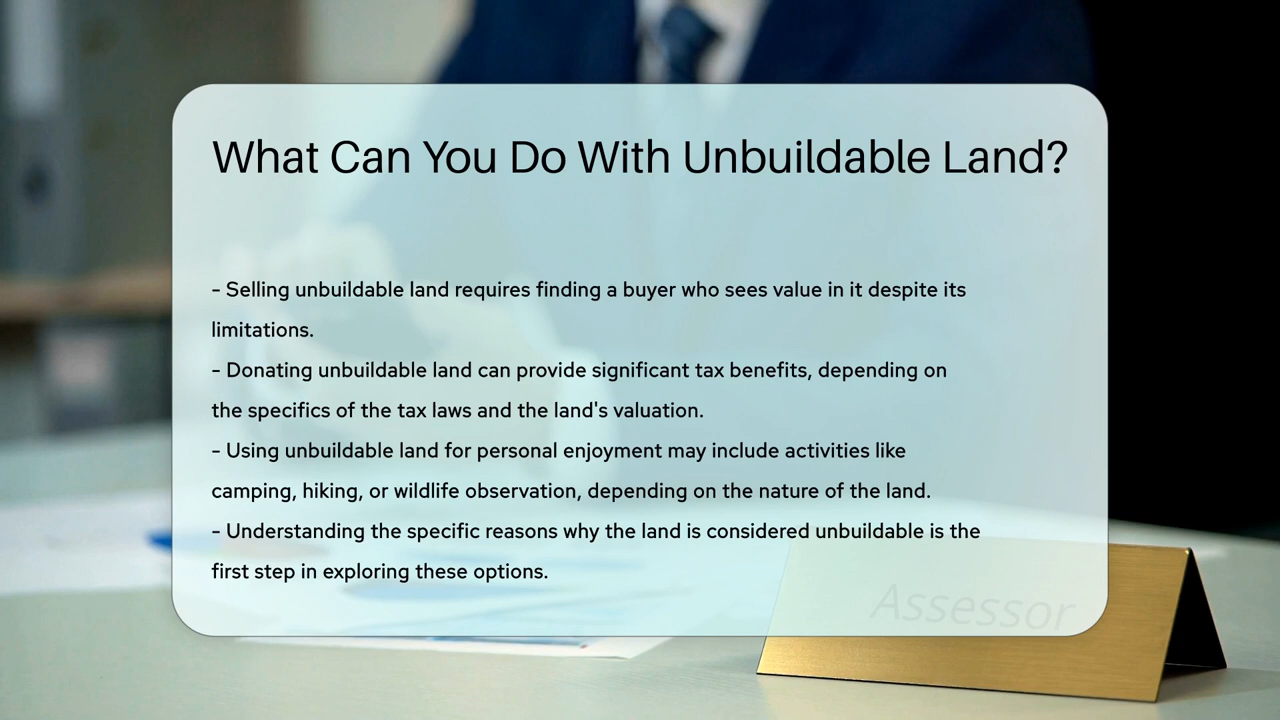 What Can You Do With Unbuildable Land?
- Selling unbuildable land requires finding a buyer who sees value in it despite its
limitations.
- Donating unbuildable land can provide significant tax benefits, depending on
the specifics of the tax laws and the land's valuation.
- Using unbuildable land for personal enjoyment may include activities like
camping, hiking, or wildlife observation, depending on the nature of the land.
- Understanding the specific reasons why the land is considered unbuildable is the
first step in exploring these options.
Assessor